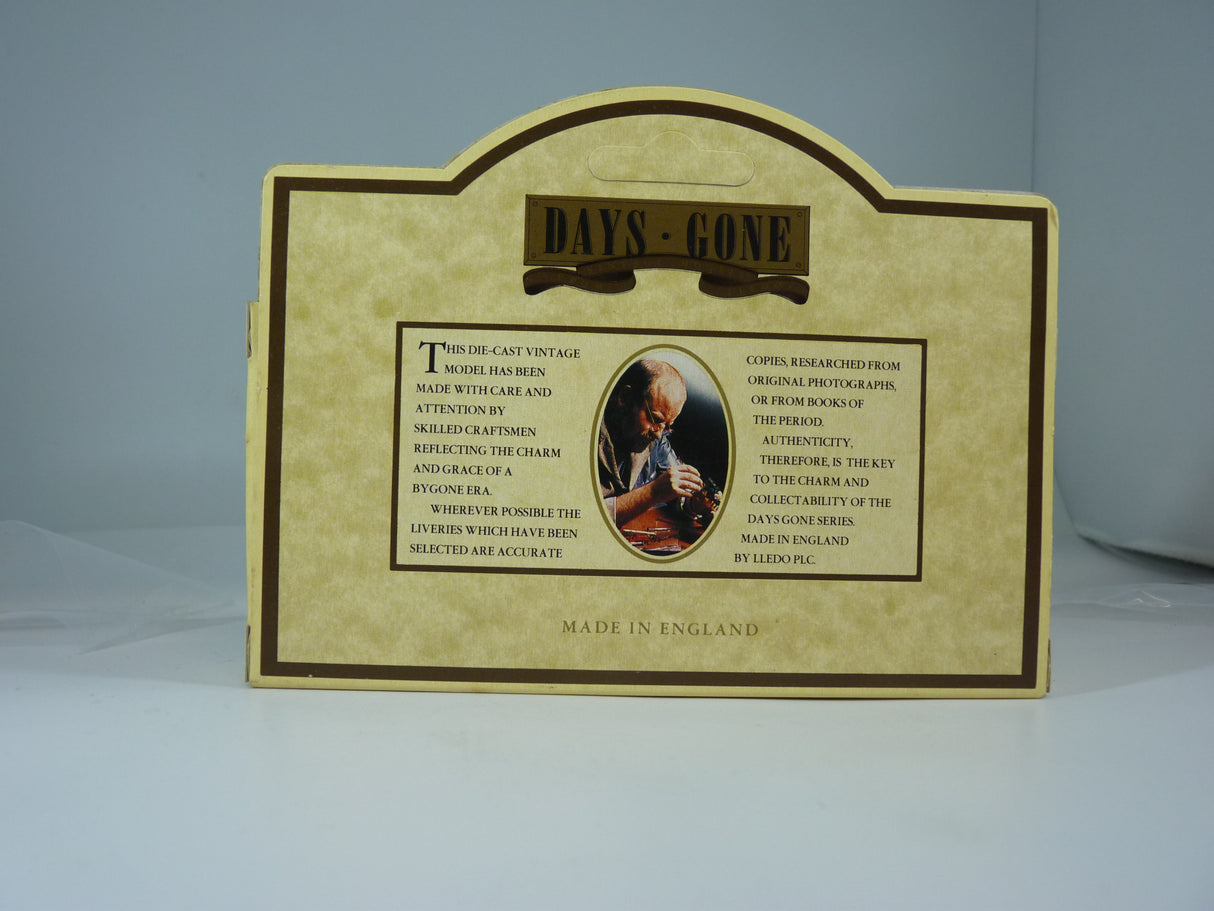 DAYS · GONE
THIS DIE-CAST VINTAGE
MODEL HAS BEEN
MADE WITH CARE AND
ATTENTION BY
SKILLED CRAFTSMEN
REFLECTING THE CHARM
AND GRACE OF A
BYGONE ERA.
WHEREVER POSSIBLE THE
LIVERIES WHICH HAVE BEEN
SELECTED ARE ACCURATE
COPIES, RESEARCHED FROM
ORIGINAL PHOTOGRAPHS,
OR FROM BOOKS OF
THE PERIOD.
AUTHENTICITY,
THEREFORE, IS THE KEY
TO THE CHARM AND
COLLECTABILITY OF THE
DAYS GONE SERIES.
MADE IN ENGLAND
BY LLEDO PLC.
MADE IN ENGLAND